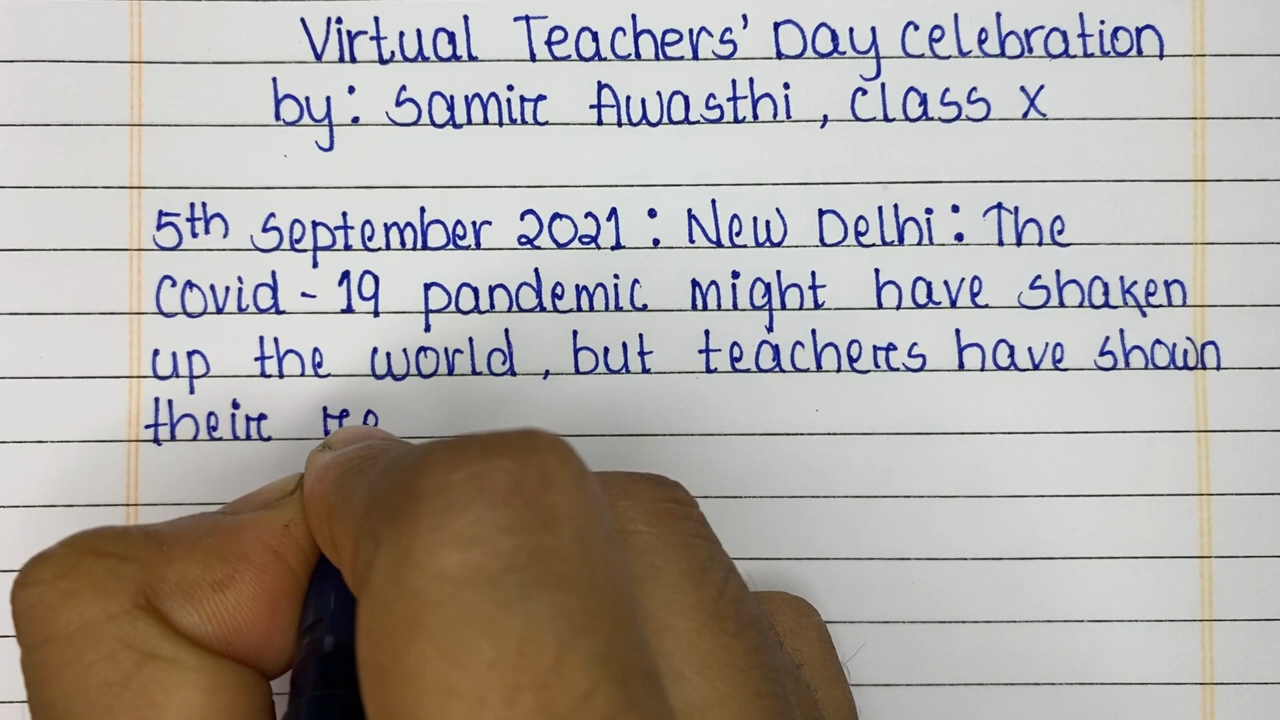 Virtual Teachers' Day celebration
by: Samir Awasthi, class X
5th September 2021: New Delhi: The
covid-19 pandemic might have shaken
up the world, but teachers have shown
their